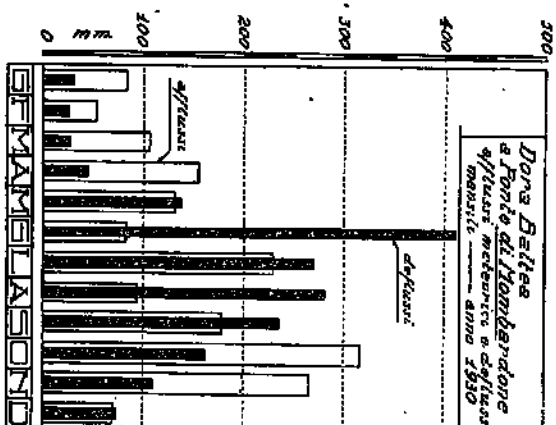 0 mm. 100 200 300 400 500
Dora Baltea
a Ponte di Mombardone
afflussi meteorici e deflussi
mensili — anno 1930
afflussi
deflussi
G F M A M G L A S O N D